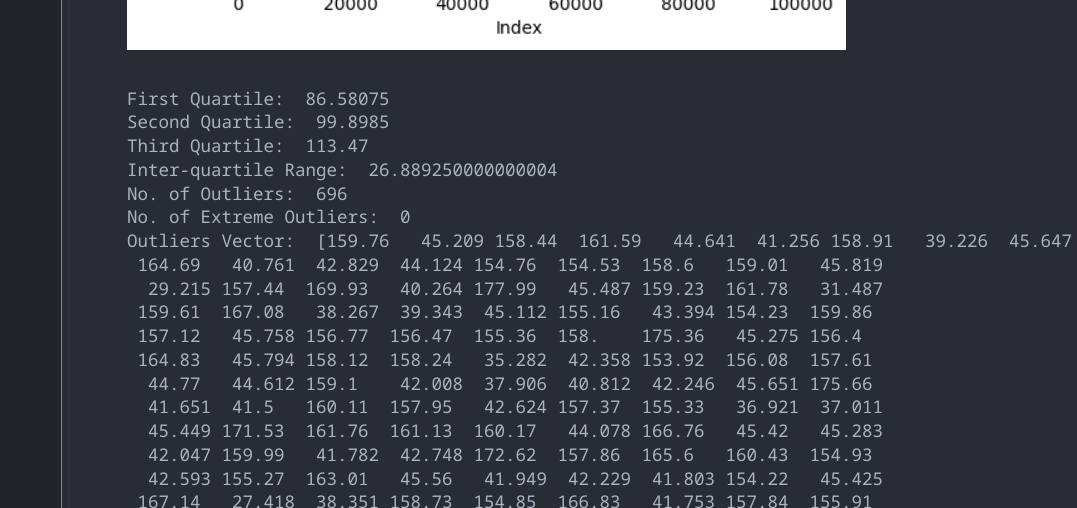 0 20000 40000 60000 80000 100000
Index
First Quartile: 86.58075
Second Quartile: 99.8985
Third Quartile: 113.47
Inter-quartile Range: 26.889250000000004
No. of Outliers: 696
No. of Extreme Outliers: 0
Outliers Vector: [159.76 45.209 158.44 161.59 44.641 41.256 158.91 39.226 45.647
164.69 40.761 42.829 44.124 154.76 154.53 158.6 159.01 45.819
29.215 157.44 169.93 40.264 177.99 45.487 159.23 161.78 31.487
159.61 167.08 38.267 39.343 45.112 155.16 43.394 154.23 159.86
157.12 45.758 156.77 156.47 155.36 158. 175.36 45.275 156.4
164.83 45.794 158.12 158.24 35.282 42.358 153.92 156.08 157.61
44.77 44.612 159.1 42.008 37.906 40.812 42.246 45.651 175.66
41.651 41.5 160.11 157.95 42.624 157.37 155.33 36.921 37.011
45.449 171.53 161.76 161.13 160.17 44.078 166.76 45.42 45.283
42.047 159.99 41.782 42.748 172.62 157.86 165.6 160.43 154.93
42.593 155.27 163.01 45.56 41.949 42.229 41.803 154.22 45.425
167.14 27.418 38.351 158.73 154.85 166.83 41.753 157.84 155.91